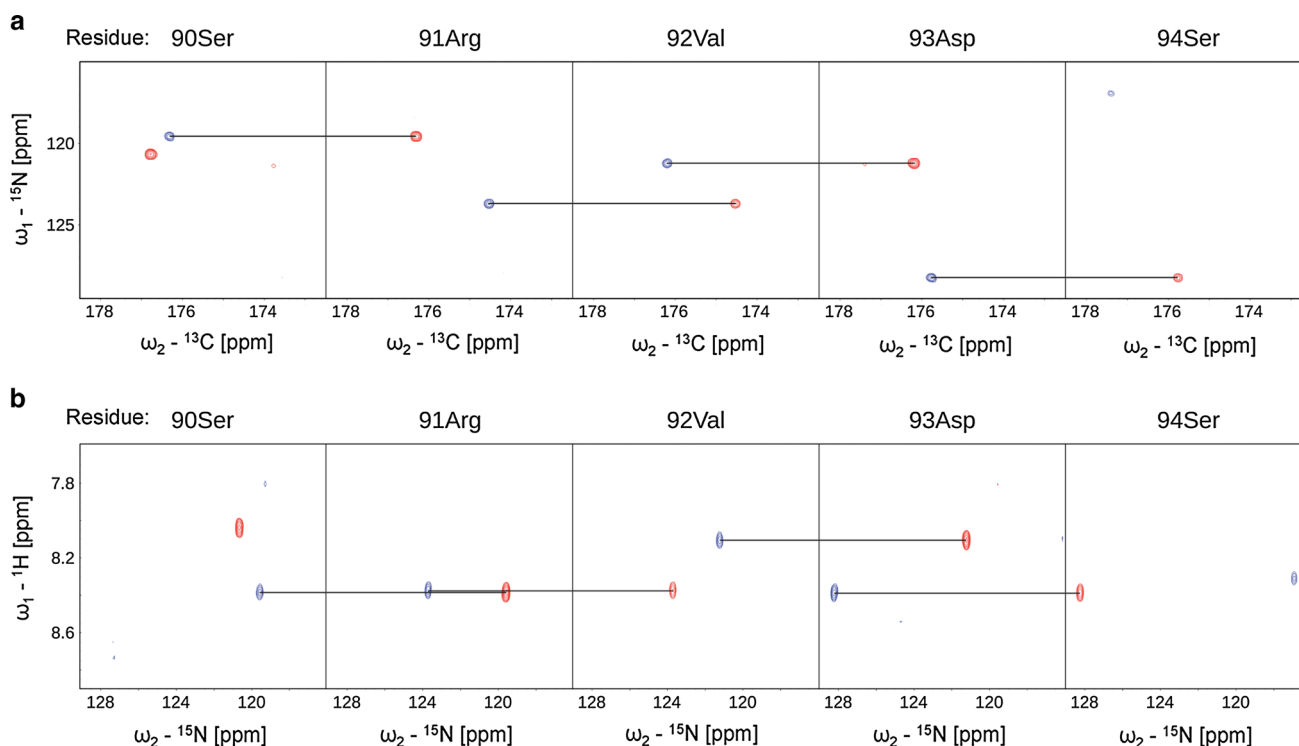 a
Residue: 90Ser 91Arg 92Val 93Asp 94Ser
ω₁ - ¹⁵N [ppm]
120
125
178 176 174 178 176 174 178 176 174 178 176 174 178 176 174
ω₂ - ¹³C [ppm] ω₂ - ¹³C [ppm] ω₂ - ¹³C [ppm] ω₂ - ¹³C [ppm] ω₂ - ¹³C [ppm]
b
Residue: 90Ser 91Arg 92Val 93Asp 94Ser
ω₁ - ¹H [ppm]
7.8
8.2
8.6
128 124 120 128 124 120 128 124 120 128 124 120 128 124 120
ω₂ - ¹⁵N [ppm] ω₂ - ¹⁵N [ppm] ω₂ - ¹⁵N [ppm] ω₂ - ¹⁵N [ppm] ω₂ - ¹⁵N [ppm]